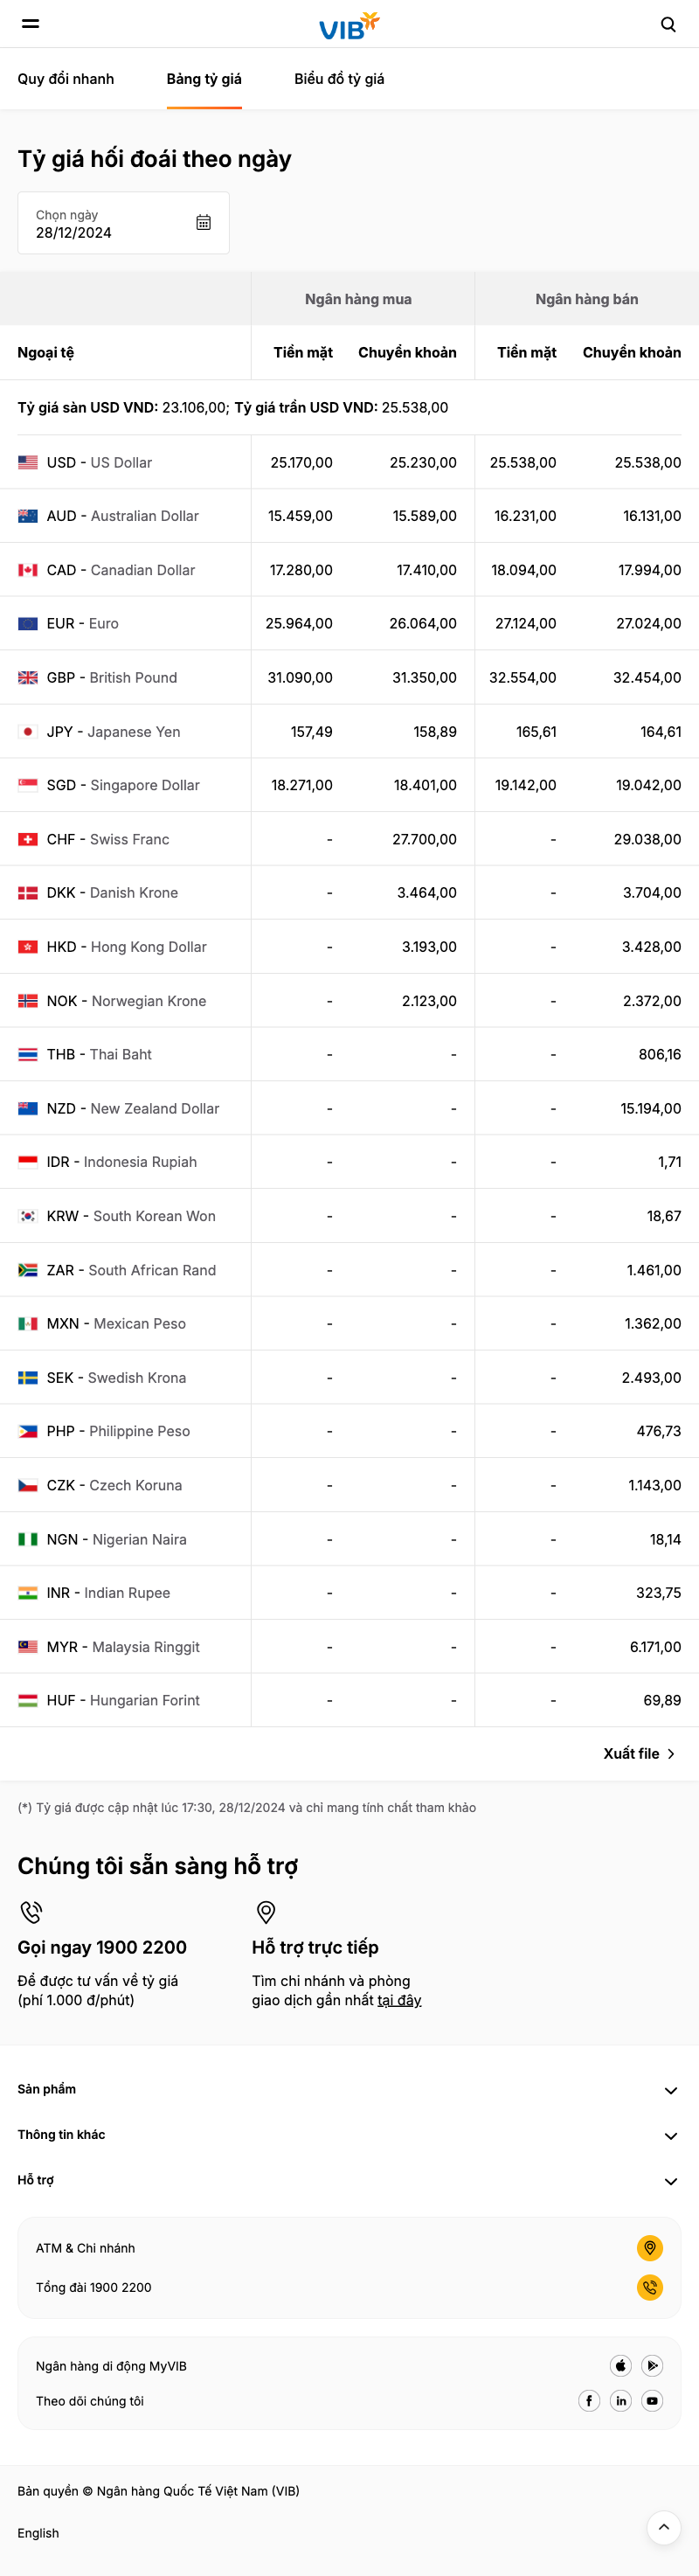 VIB
Quy đổi nhanh Bảng tỷ giá Biểu đồ tỷ giá
Tỷ giá hối đoái theo ngày
Chọn ngày
28/12/2024
Ngân hàng mua Ngân hàng bán
Ngoại tệ Tiền mặt Chuyển khoản Tiền mặt Chuyển khoản
Tỷ giá sàn USD VND: 23.106,00; Tỷ giá trần USD VND: 25.538,00
USD - US Dollar 25.170,00 25.230,00 25.538,00 25.538,00
AUD - Australian Dollar 15.459,00 15.589,00 16.231,00 16.131,00
CAD - Canadian Dollar 17.280,00 17.410,00 18.094,00 17.994,00
EUR - Euro 25.964,00 26.064,00 27.124,00 27.024,00
GBP - British Pound 31.090,00 31.350,00 32.554,00 32.454,00
JPY - Japanese Yen 157,49 158,89 165,61 164,61
SGD - Singapore Dollar 18.271,00 18.401,00 19.142,00 19.042,00
CHF - Swiss Franc - 27.700,00 - 29.038,00
DKK - Danish Krone - 3.464,00 - 3.704,00
HKD - Hong Kong Dollar - 3.193,00 - 3.428,00
NOK - Norwegian Krone - 2.123,00 - 2.372,00
THB - Thai Baht - - - 806,16
NZD - New Zealand Dollar - - - 15.194,00
IDR - Indonesia Rupiah - - - 1,71
KRW - South Korean Won - - - 18,67
ZAR - South African Rand - - - 1.461,00
MXN - Mexican Peso - - - 1.362,00
SEK - Swedish Krona - - - 2.493,00
PHP - Philippine Peso - - - 476,73
CZK - Czech Koruna - - - 1.143,00
NGN - Nigerian Naira - - - 18,14
INR - Indian Rupee - - - 323,75
MYR - Malaysia Ringgit - - - 6.171,00
HUF - Hungarian Forint - - - 69,89
Xuất file
(*) Tỷ giá được cập nhật lúc 17:30, 28/12/2024 và chỉ mang tính chất tham khảo
Chúng tôi sẵn sàng hỗ trợ
Gọi ngay 1900 2200
Để được tư vấn về tỷ giá
(phí 1.000 đ/phút)
Hỗ trợ trực tiếp
Tìm chi nhánh và phòng
giao dịch gần nhất tại đây
Sản phẩm
Thông tin khác
Hỗ trợ
ATM & Chi nhánh
Tổng đài 1900 2200
Ngân hàng di động MyVIB
Theo dõi chúng tôi
Bản quyền © Ngân hàng Quốc Tế Việt Nam (VIB)
English